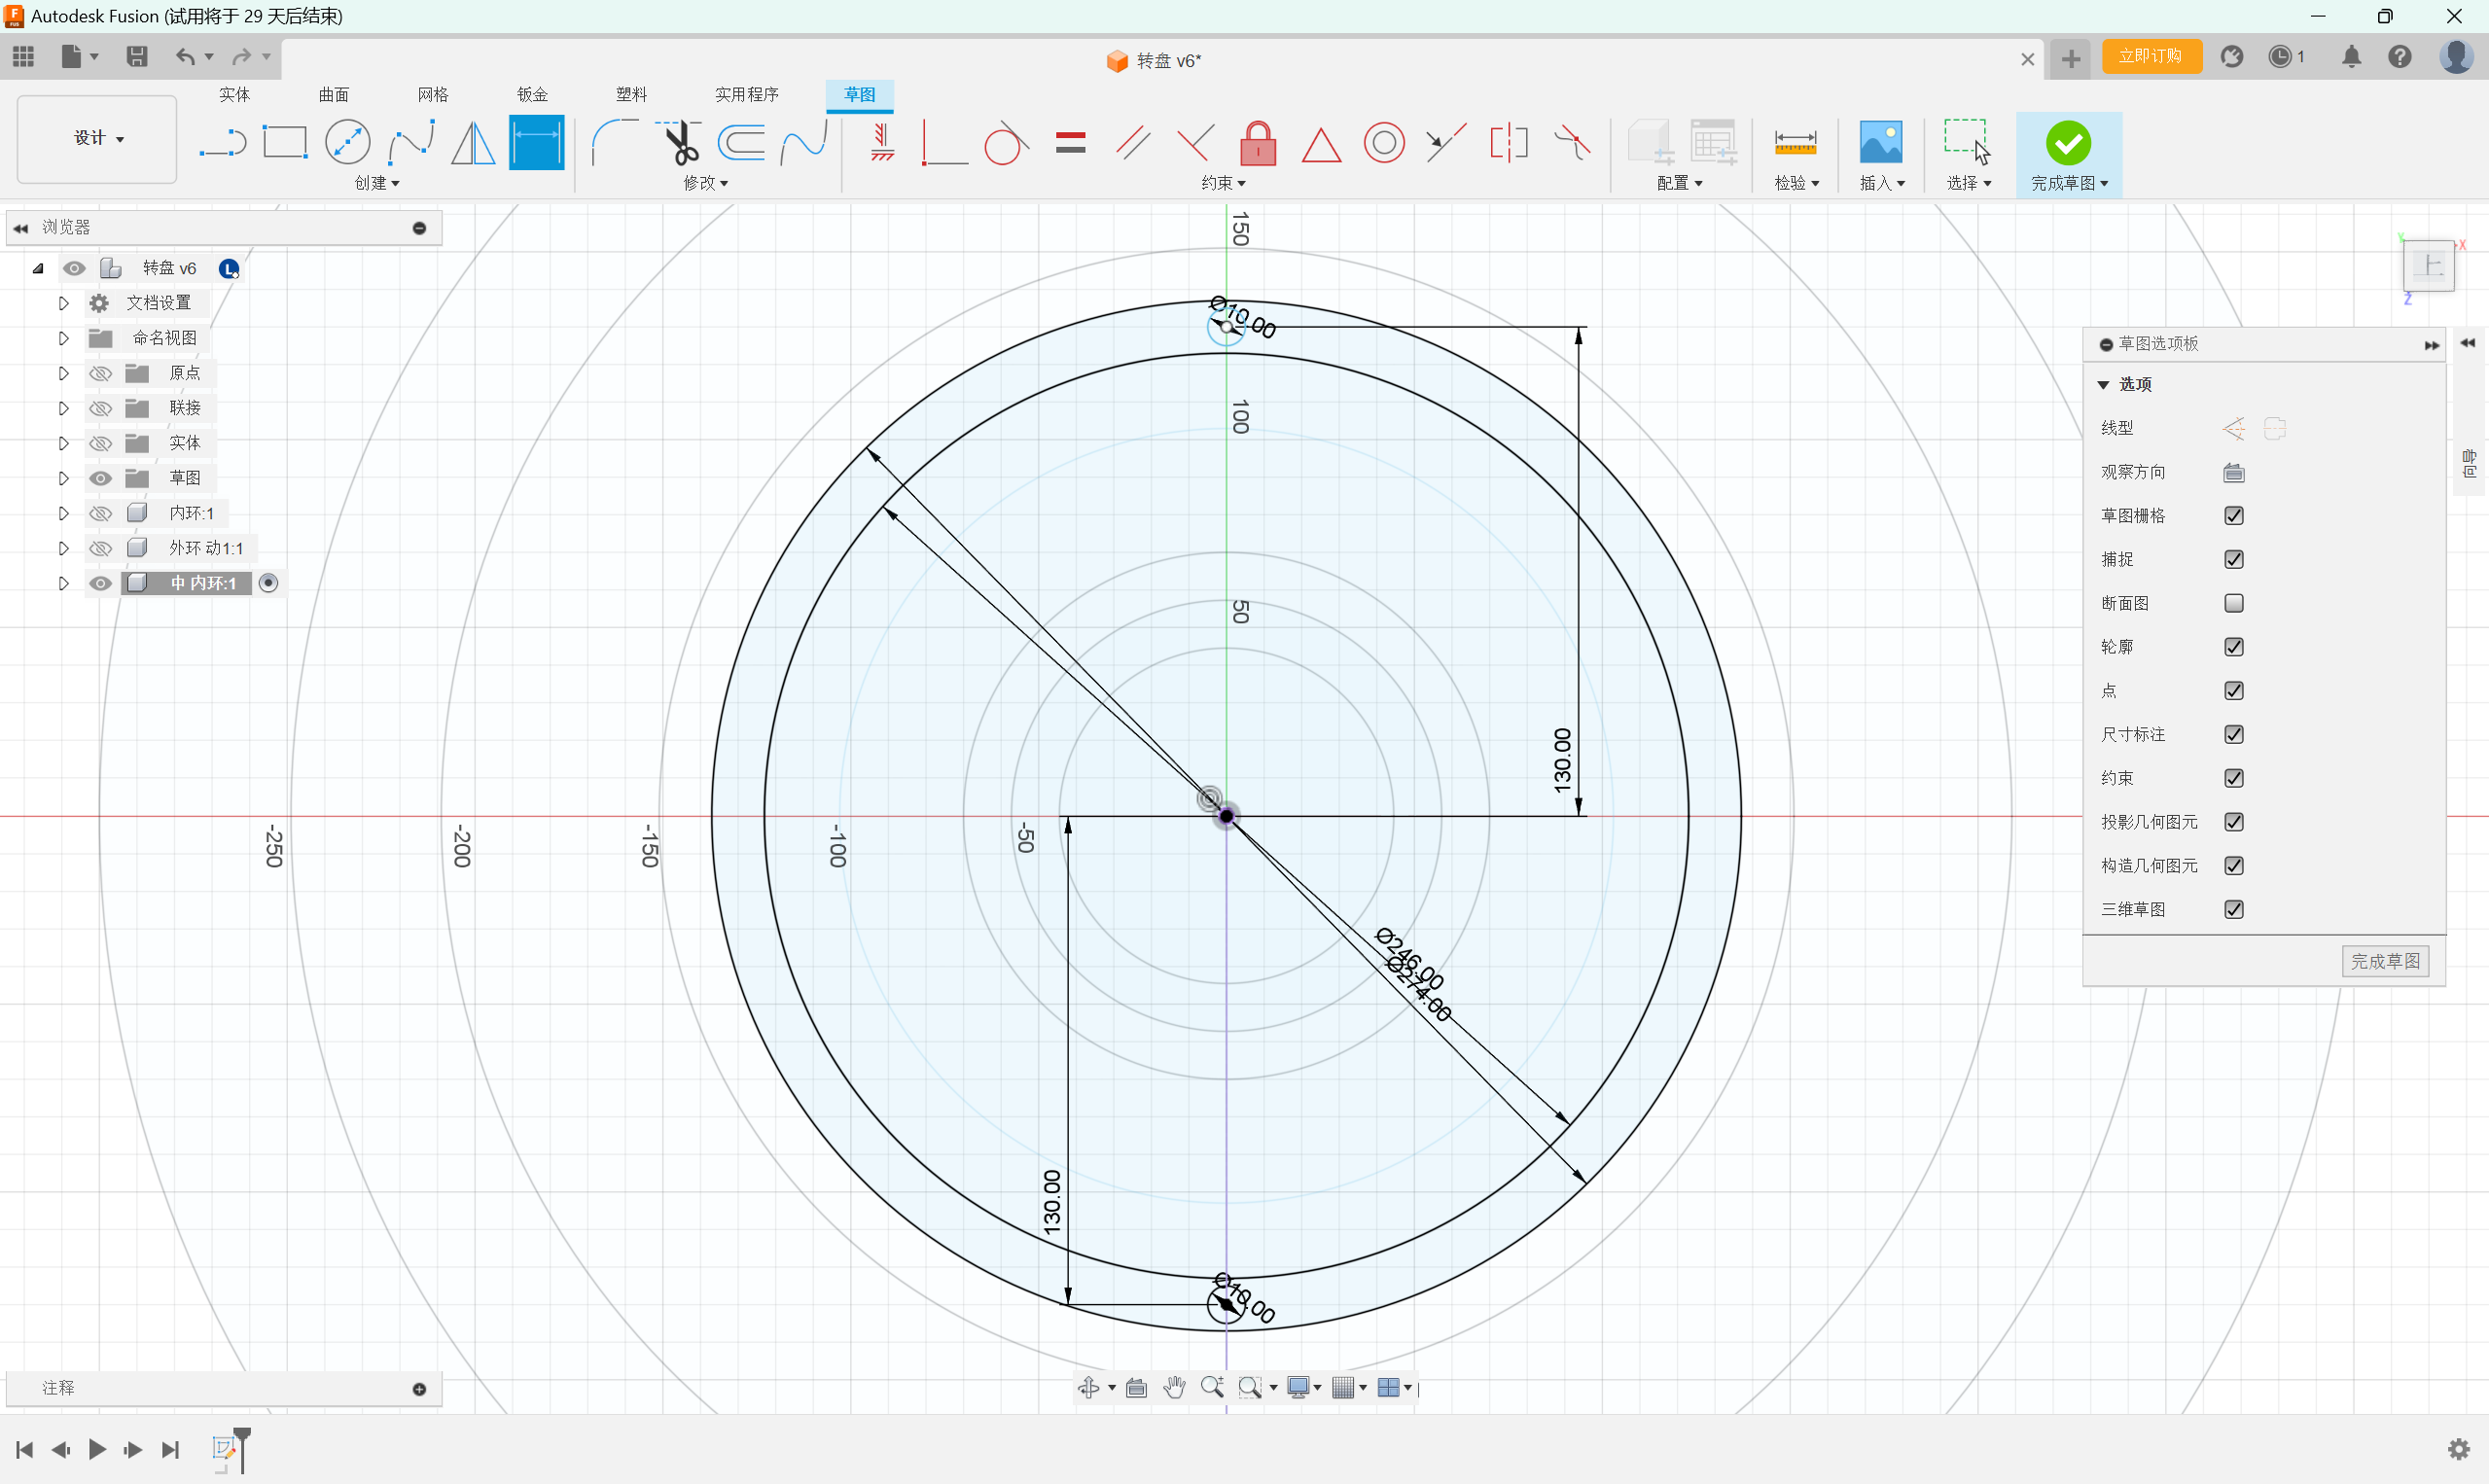 Autodesk Fusion (试用将于 29 天后结束)
转盘 v6*
立即订购
1
实体 曲面 网格 钣金 塑料 实用程序 草图
设计
创建 修改 约束 配置 检验 插入 选择 完成草图
浏览器
转盘 v6
文档设置
命名视图
原点
联接
实体
草图
内环:1
外环 动1:1
中 内环:1
150
Ø10.00
100
50
130.00
-250 -200 -150 -100 -50
Ø246.00
Ø274.00
130.00
Ø10.00
Y
X
上
Z
导向
草图选项板
选项
线型
观察方向
草图栅格
捕捉
断面图
轮廓
点
尺寸标注
约束
投影几何图元
构造几何图元
三维草图
完成草图
注释